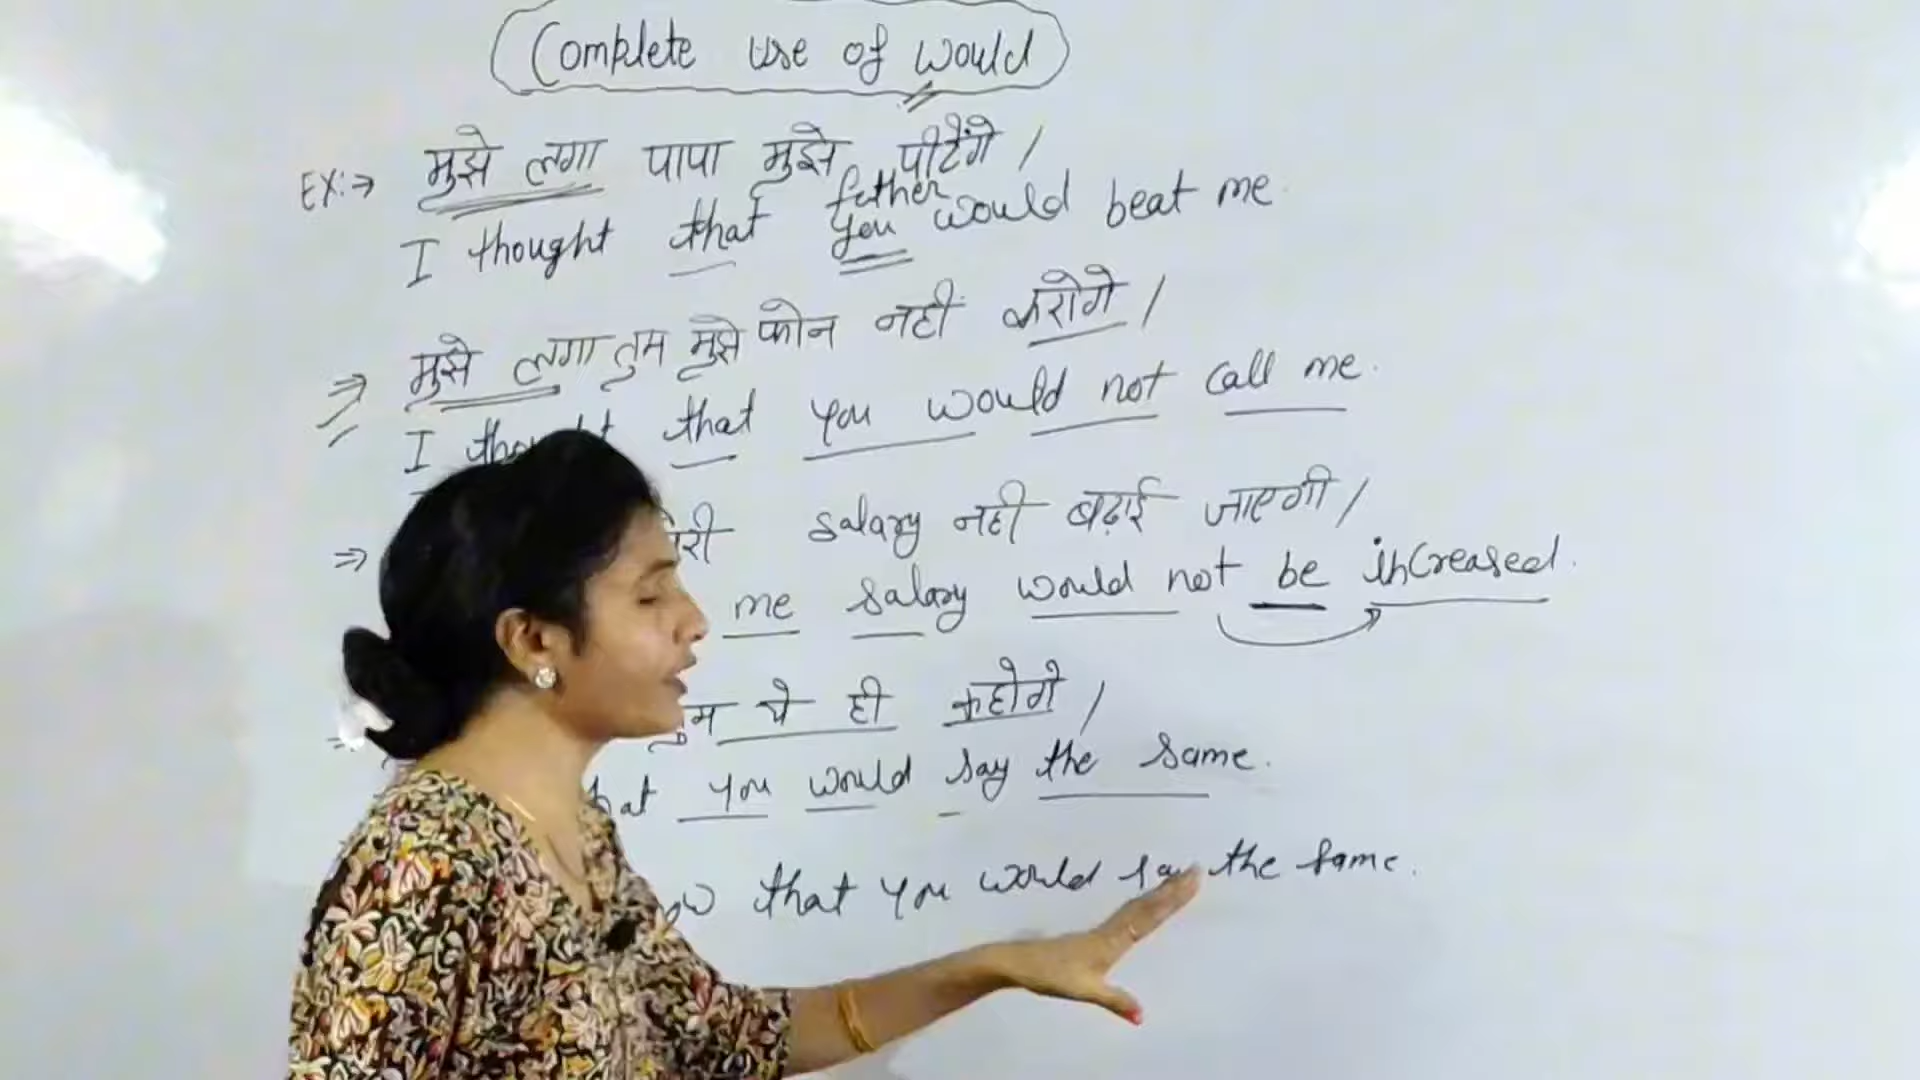 Complete use of would
Ex:⇒ मुझे लगा पापा मुझे पीटेंगे।
father
I thought that you would beat me.
⇒ मुझे लगा तुम मुझे फोन नही करोगे।
I thought that you would not call me.
⇒ salary नही बढ़ाई जाएगी।
me salary would not be increased.
ये ही कहोगे।
you would say the same.
that you would the same.